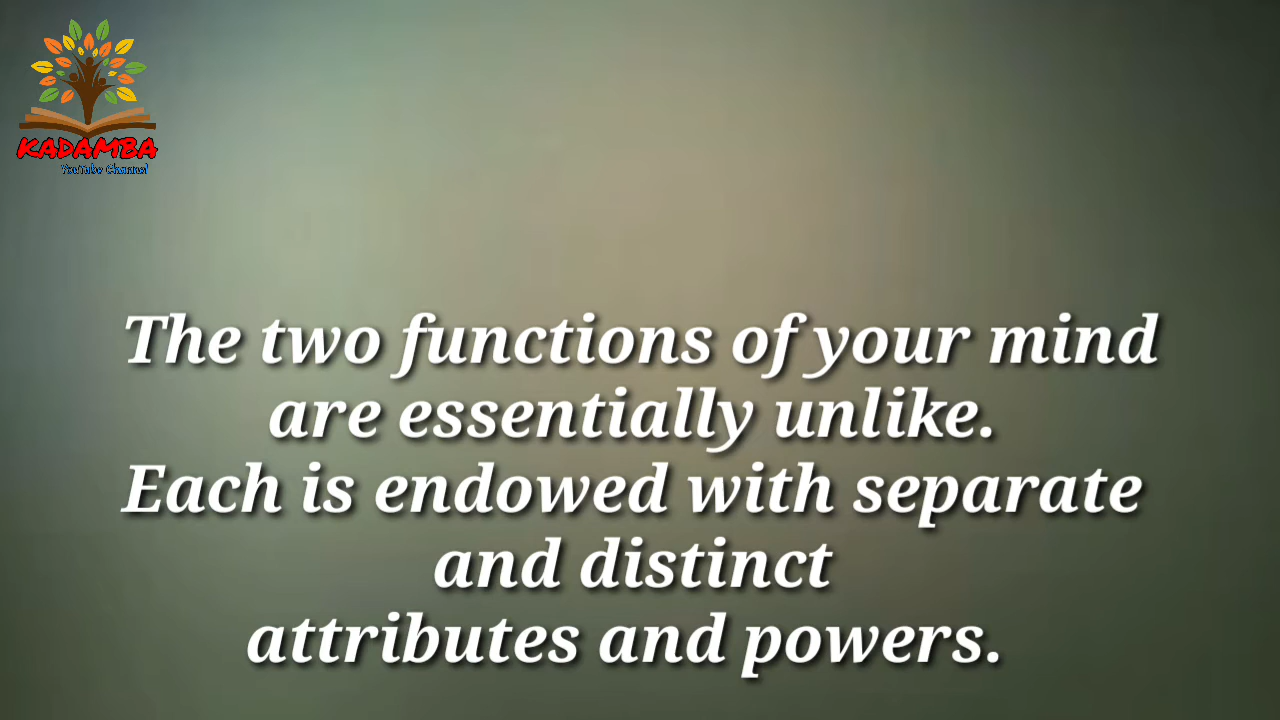 KADAMBA
YouTube Channel
The two functions of your mind
are essentially unlike.
Each is endowed with separate
and distinct
attributes and powers.